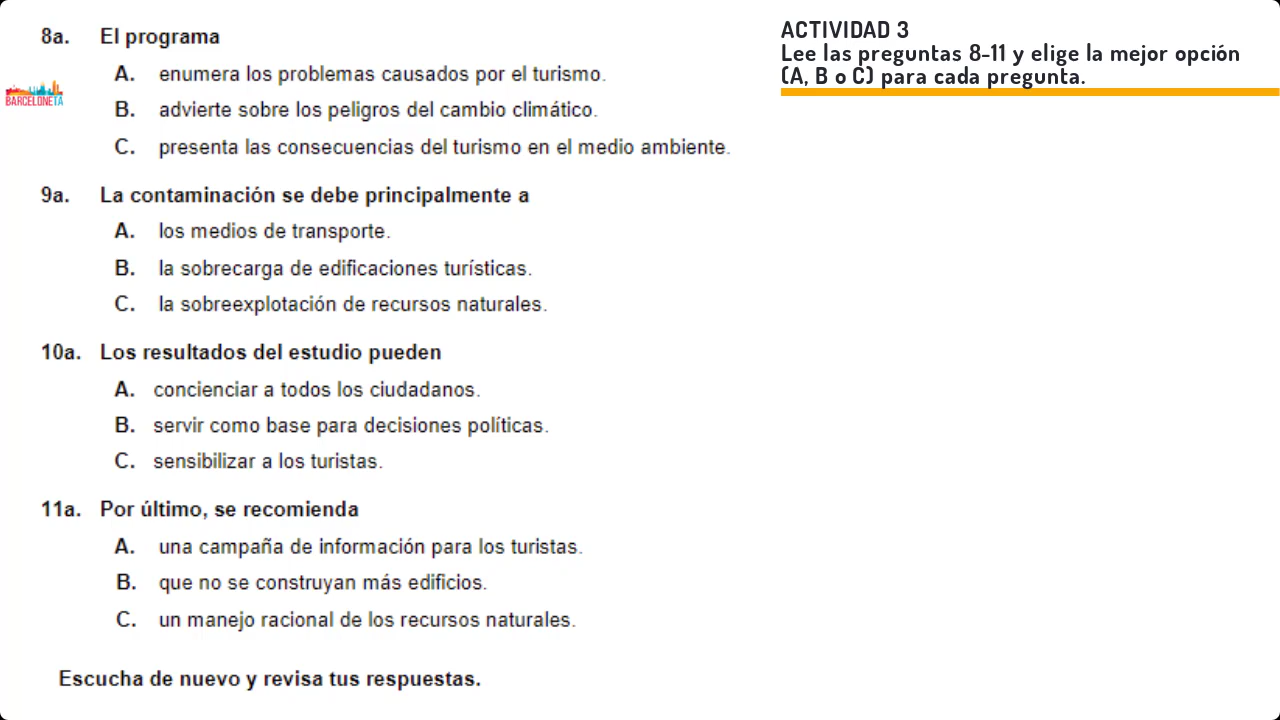 8a. El programa
A. enumera los problemas causados por el turismo.
B. advierte sobre los peligros del cambio climático.
C. presenta las consecuencias del turismo en el medio ambiente.
9a. La contaminación se debe principalmente a
A. los medios de transporte.
B. la sobrecarga de edificaciones turísticas.
C. la sobreexplotación de recursos naturales.
10a. Los resultados del estudio pueden
A. concienciar a todos los ciudadanos.
B. servir como base para decisiones políticas.
C. sensibilizar a los turistas.
11a. Por último, se recomienda
A. una campaña de información para los turistas.
B. que no se construyan más edificios.
C. un manejo racional de los recursos naturales.
Escucha de nuevo y revisa tus respuestas.
BARCELONETA
ACTIVIDAD 3
Lee las preguntas 8-11 y elige la mejor opción
(A, B o C) para cada pregunta.